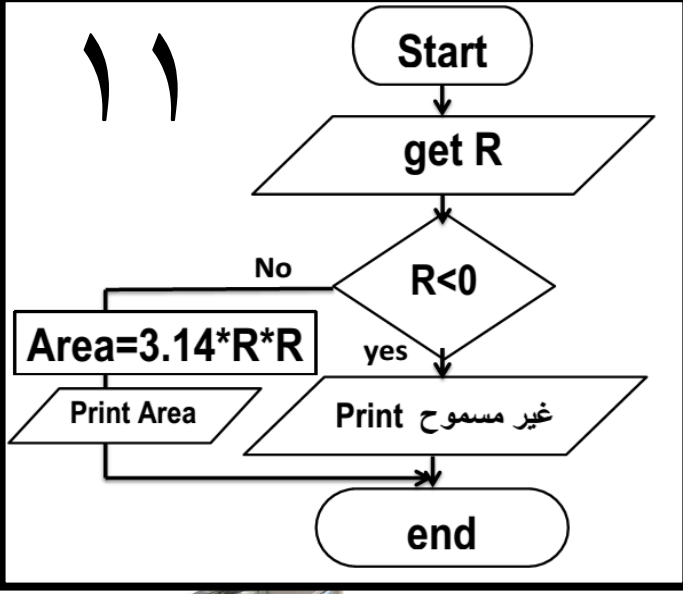 ١١
Start
get R
R<0
No
yes
Area=3.14*R*R
Print Area
Print غير مسموح
end